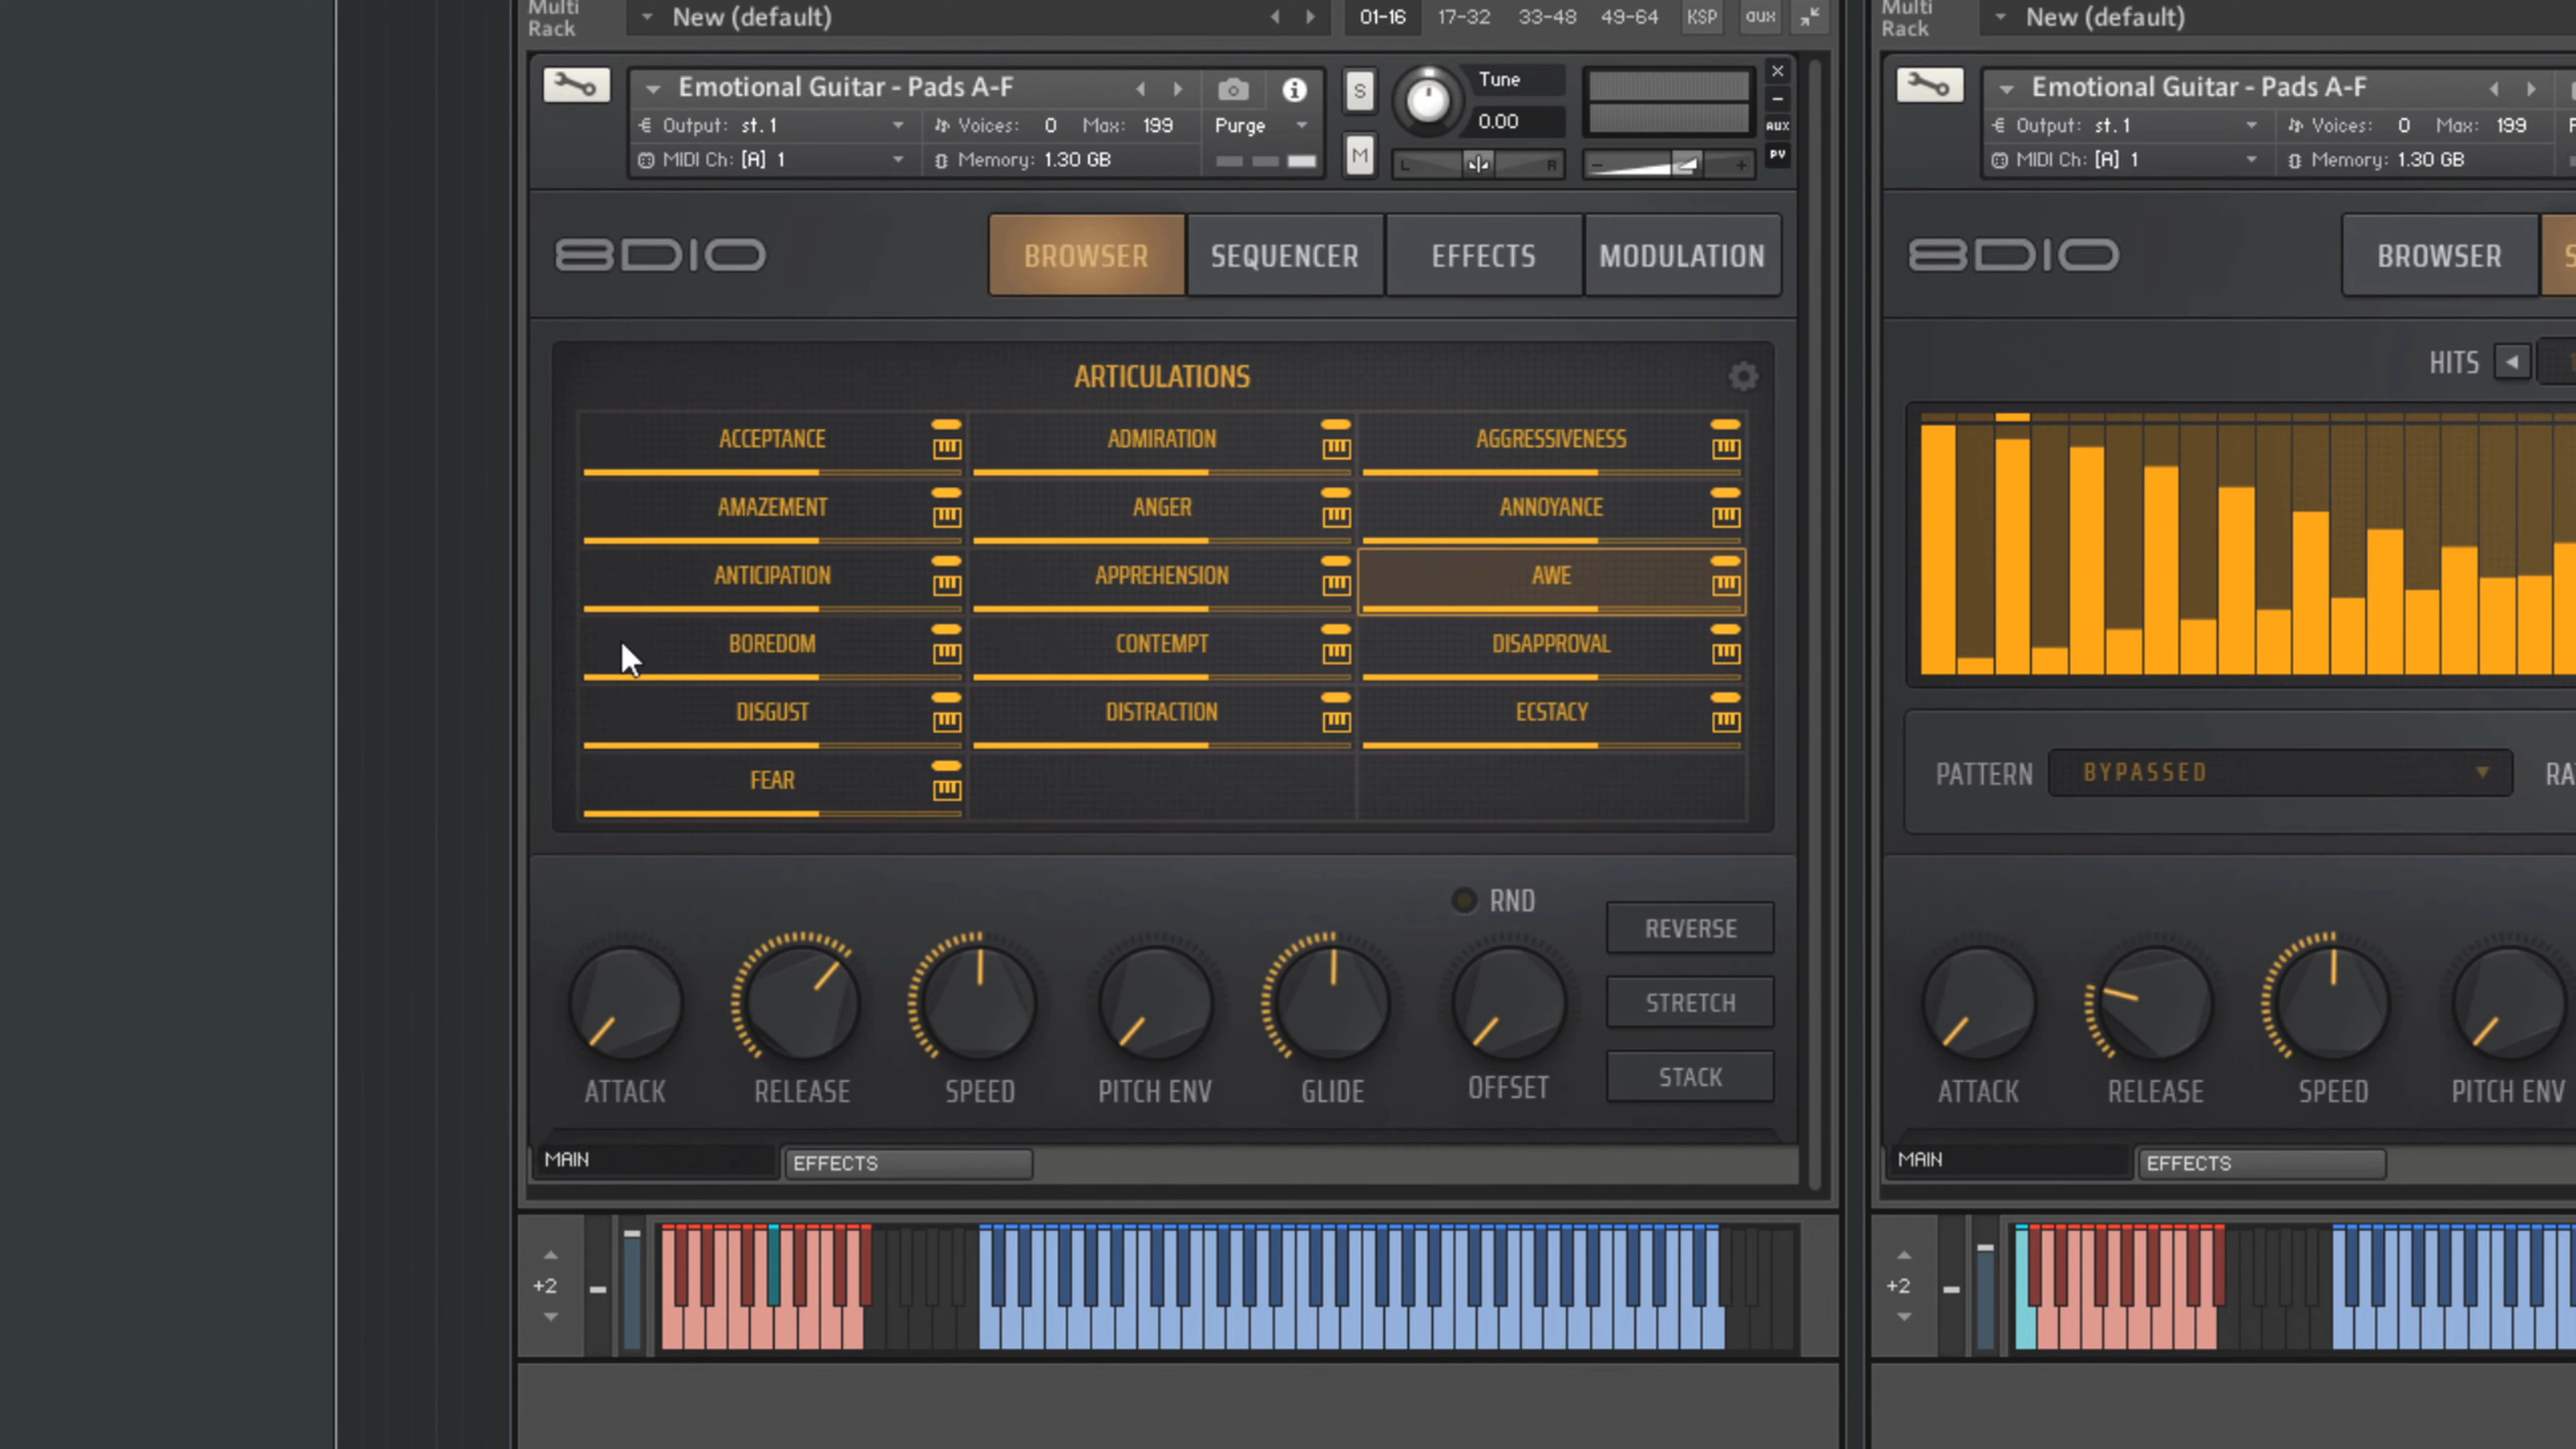 Multi Rack New (default) 01-16 17-32 33-48 49-64 KSP aux
Emotional Guitar - Pads A-F S Tune
Output: st.1 Voices: 0 Max: 199 Purge 0.00
MIDI Ch: [A] 1 Memory: 1.30 GB M L R - +
AUX
PV
8DIO BROWSER SEQUENCER EFFECTS MODULATION
ARTICULATIONS
ACCEPTANCE ADMIRATION AGGRESSIVENESS
AMAZEMENT ANGER ANNOYANCE
ANTICIPATION APPREHENSION AWE
BOREDOM CONTEMPT DISAPPROVAL
DISGUST DISTRACTION ECSTACY
FEAR
RND
REVERSE
STRETCH
STACK
ATTACK RELEASE SPEED PITCH ENV GLIDE OFFSET
MAIN EFFECTS
+2
Multi Rack New (default)
Emotional Guitar - Pads A-F
Output: st.1 Voices: 0 Max: 199
MIDI Ch: [A] 1 Memory: 1.30 GB
8DIO BROWSER
HITS
PATTERN BYPASSED
ATTACK RELEASE SPEED PITCH ENV
MAIN EFFECTS
+2